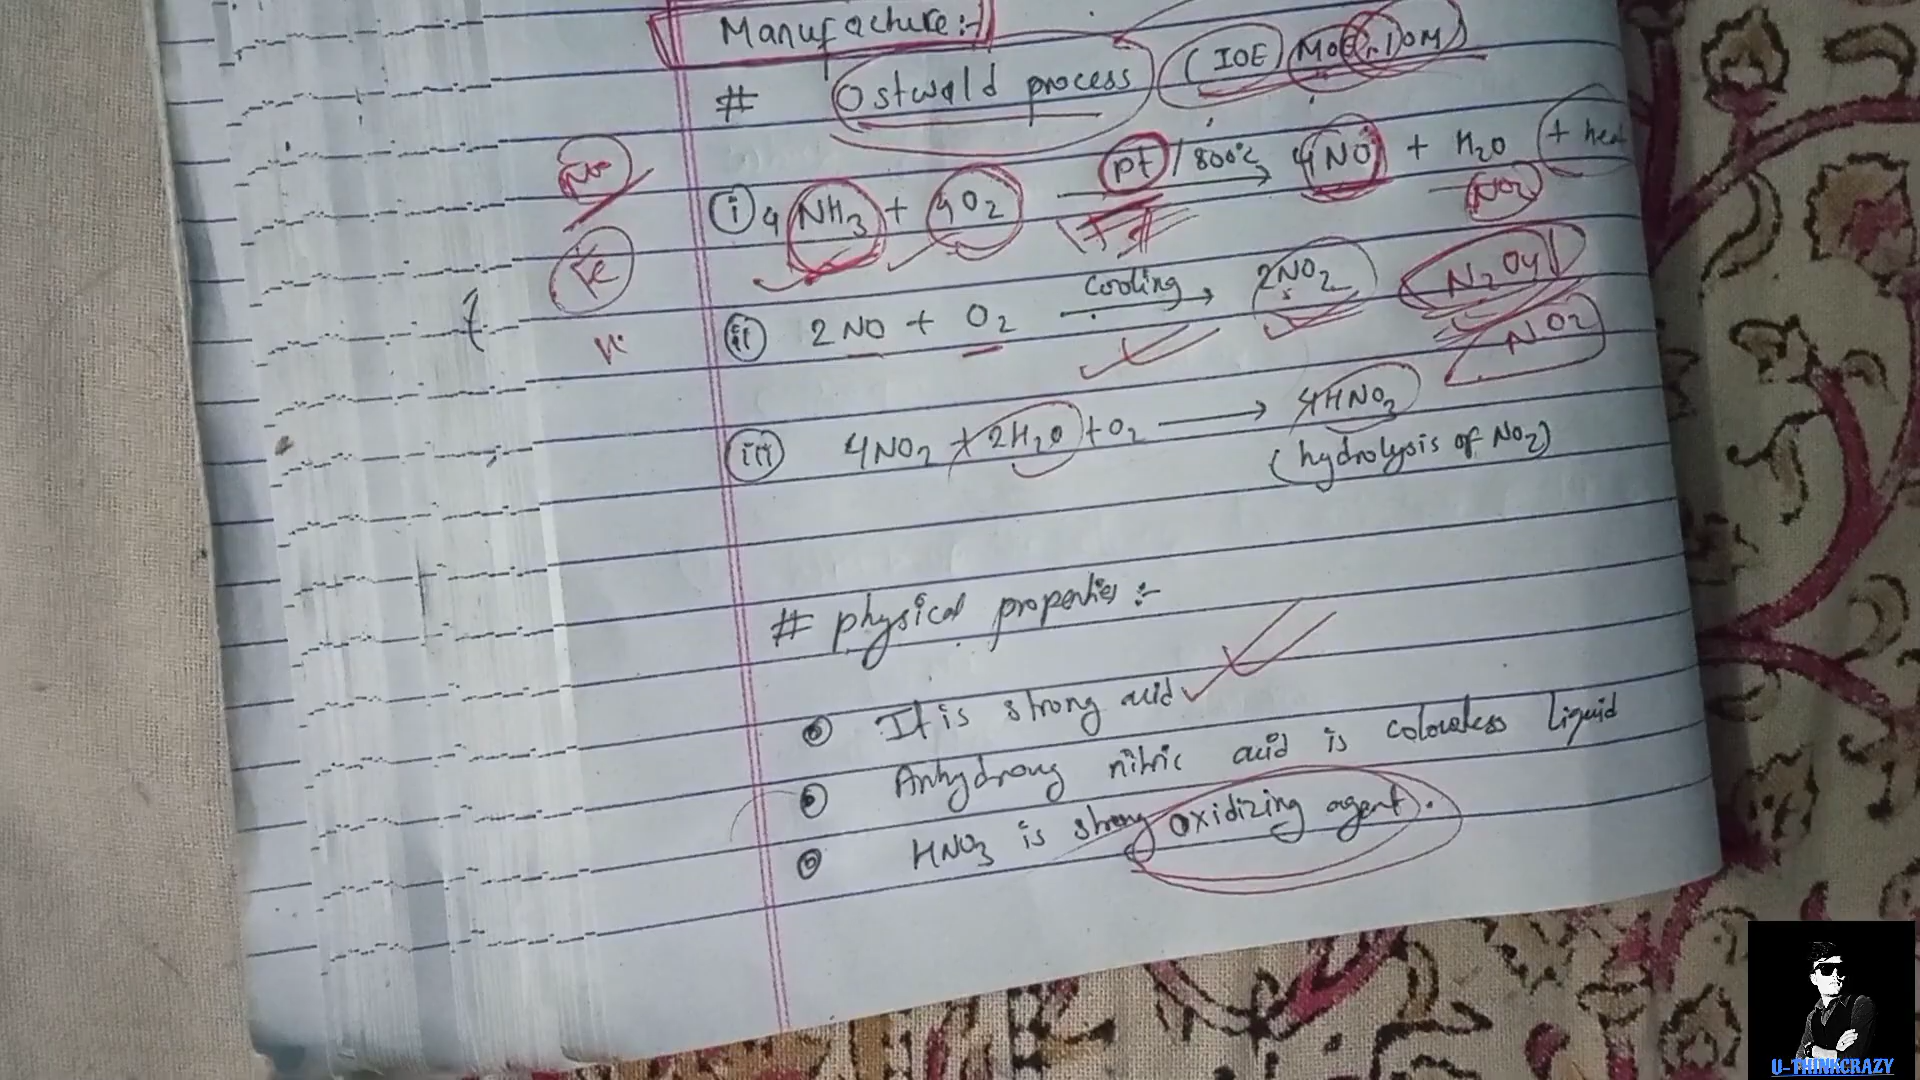 Manufacture:-
# Ostwald process (IOE) MOE
(i) 4NH3 + 4O2 pt/800°c → 4NO + H2O + heat
NO2
Fe
(ii) 2NO + O2 cooling → 2NO2 N2O4
NO2
(iii) 4NO2 + 2H2O + O2 → 4HNO3
(hydrolysis of NO2)
# physical properties :-
It is strong acid
Anhydrous nitric acid is colourless liquid
HNO3 is strong oxidizing agent.
U-THINKCRAZY